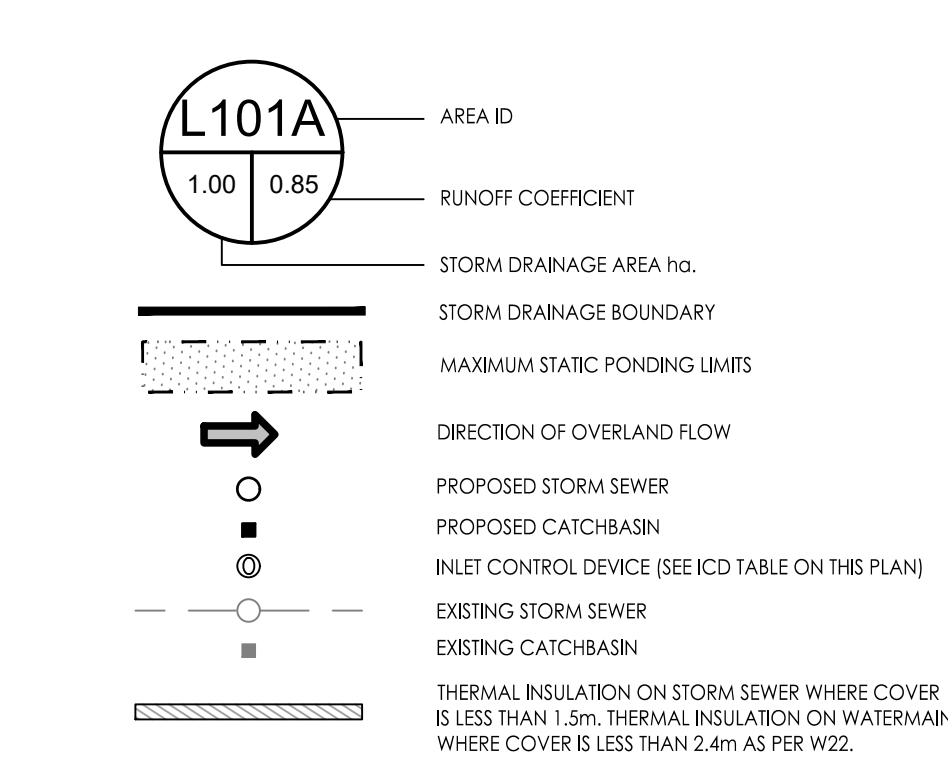 L101A
AREA ID
1.00 0.85
RUNOFF COEFFICIENT
STORM DRAINAGE AREA ha.
STORM DRAINAGE BOUNDARY
MAXIMUM STATIC PONDING LIMITS
DIRECTION OF OVERLAND FLOW
PROPOSED STORM SEWER
PROPOSED CATCHBASIN
INLET CONTROL DEVICE (SEE ICD TABLE ON THIS PLAN)
EXISTING STORM SEWER
EXISTING CATCHBASIN
THERMAL INSULATION ON STORM SEWER WHERE COVER
IS LESS THAN 1.5m. THERMAL INSULATION ON WATERMAIN
WHERE COVER IS LESS THAN 2.4m AS PER W22.